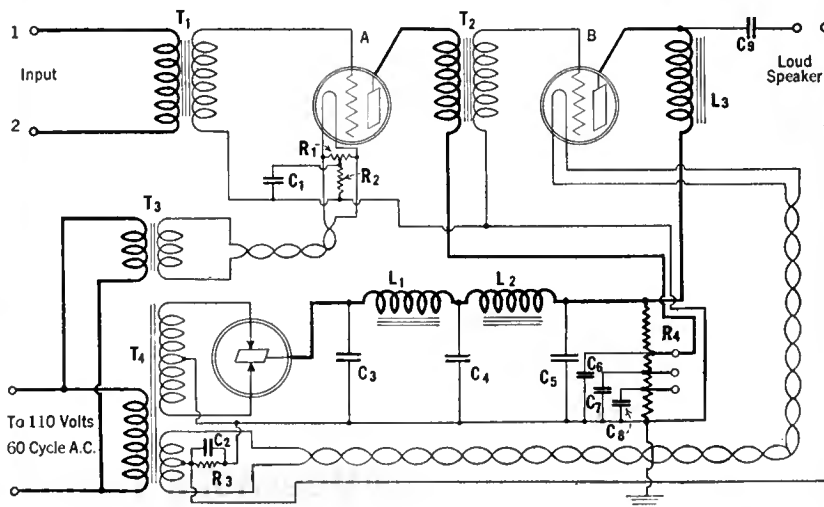 T1
T2
A
B
C9
1
Input
2
Loud
Speaker
L3
R1
R2
C1
T3
L1
L2
R4
T4
C3
C4
C5
C6
C7
C8
To 110 Volts
60 Cycle A.C.
C2
R3